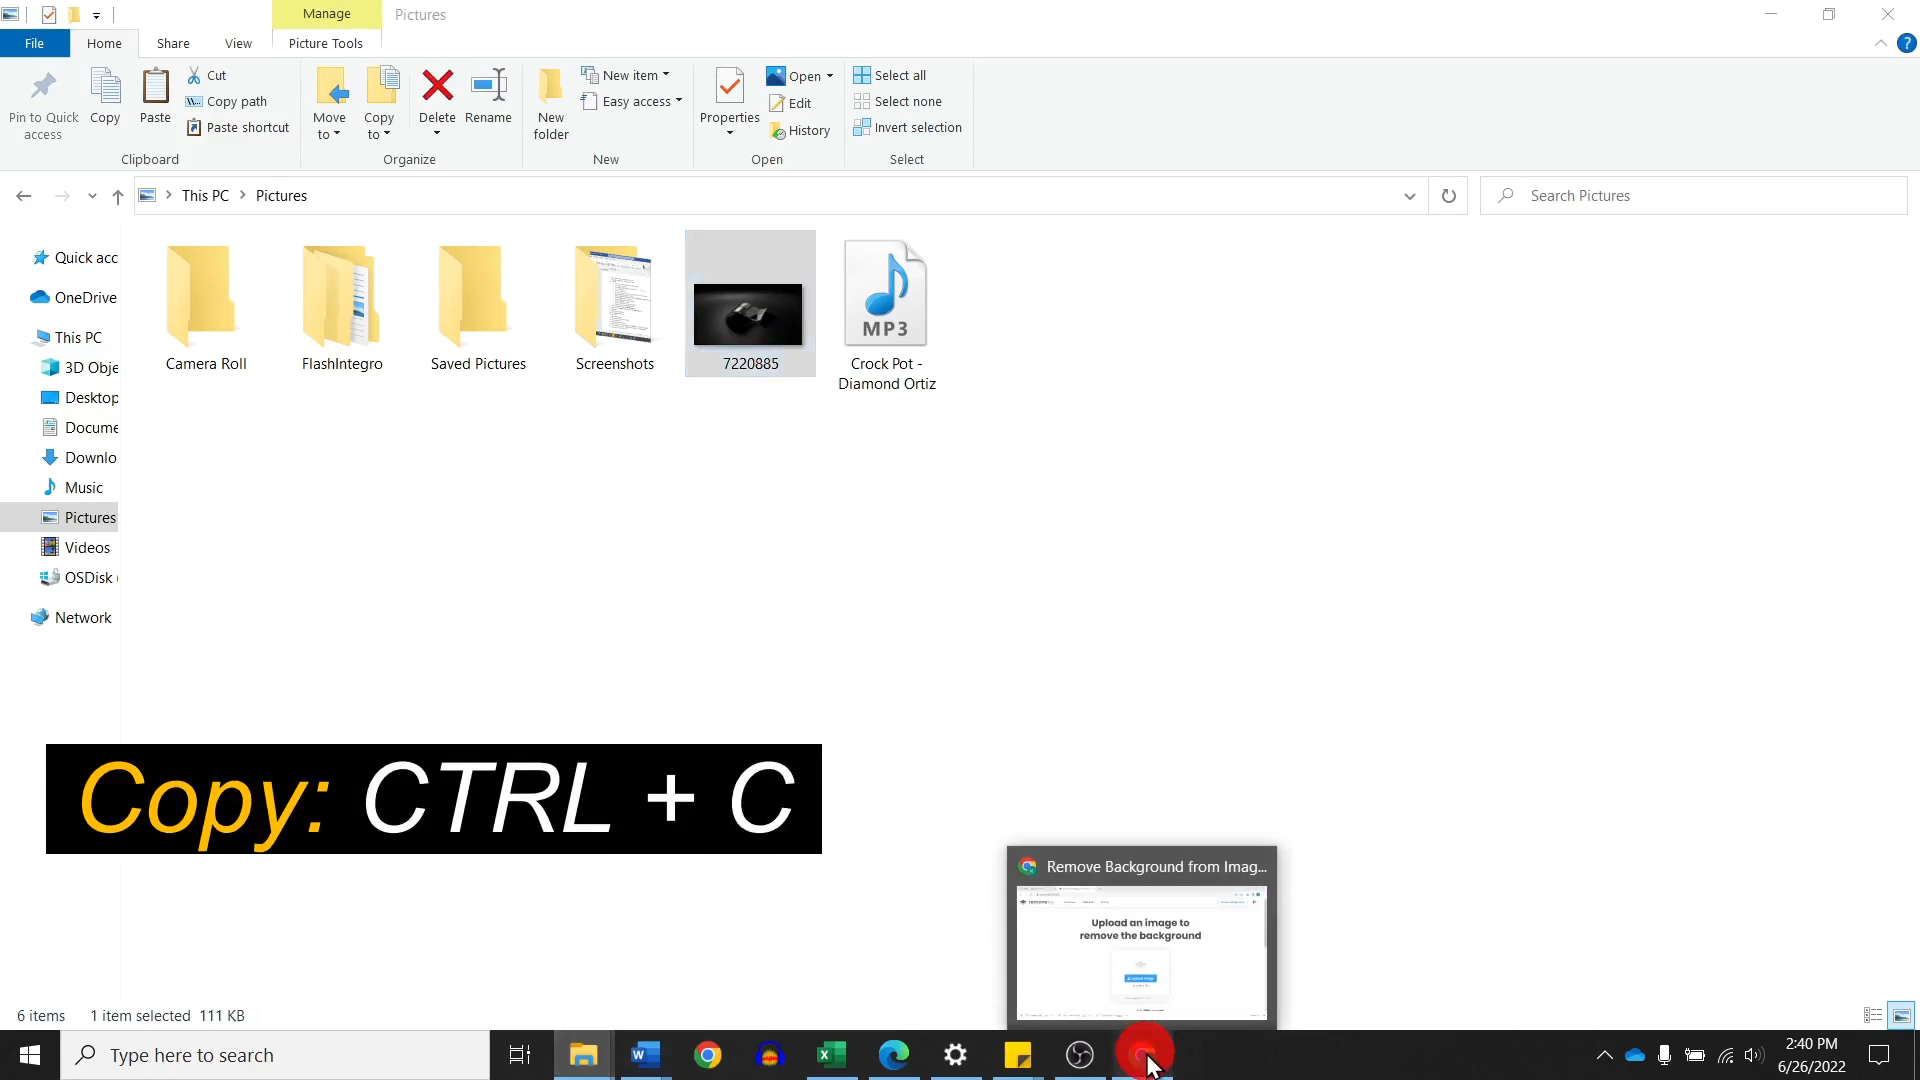 Manage Pictures
File Home Share View Picture Tools
Pin to Quick access
Copy
Paste
Cut
Copy path
Paste shortcut
Clipboard
Move to
Copy to
Delete
Rename
Organize
New folder
New item
Easy access
New
Properties
Open
Edit
History
Open
Select all
Select none
Invert selection
Select
This PC Pictures
Search Pictures
Quick acc
OneDrive
This PC
3D Obje
Desktop
Docume
Downlo
Music
Pictures
Videos
OSDisk (
Network
Camera Roll
FlashIntegro
Saved Pictures
Screenshots
7220885
MP3
Crock Pot -
Diamond Ortiz
Copy: CTRL + C
Remove Background from Imag...
Upload an image to
remove the background
Upload Image
6 items 1 item selected 111 KB
Type here to search
2:40 PM
6/26/2022